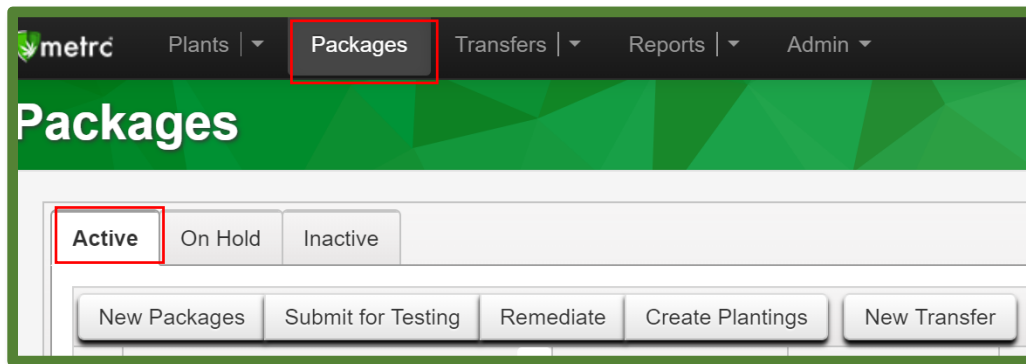 metrc Plants Packages Transfers Reports Admin
Packages
Active On Hold Inactive
New Packages Submit for Testing Remediate Create Plantings New Transfer